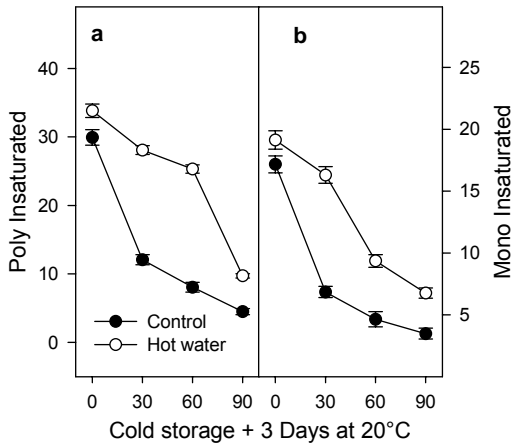 a
b
40
30
20
10
0
Poly Insaturated
25
20
15
10
5
Mono Insaturated
Control
Hot water
0 30 60 90 0 30 60 90
Cold storage + 3 Days at 20°C